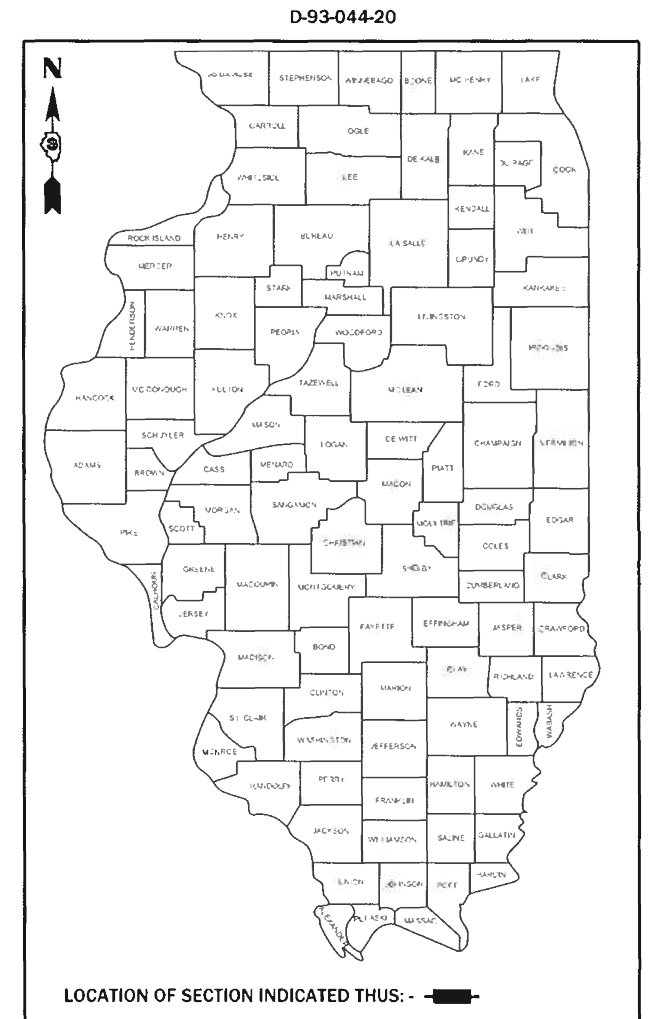 D-93-044-20
N
STEPHENSON WINNEBAGO BOONE MC HENRY LAKE
CARROLL OGLE
DE KALB KANE DU PAGE COOK
WHITESIDE LEE
KENDALL
ROCK ISLAND HENRY BUREAU LA SALLE WILL
GRUNDY
MERCER PUTNAM
STARK MARSHALL KANKAKEE
HENDERSON WARREN KNOX PEORIA WOODFORD LIVINGSTON
IROQUOIS
HANCOCK MC DONOUGH FULTON TAZEWELL MC LEAN FORD
MASON
SCHUYLER LOGAN DE WITT CHAMPAIGN VERMILION
ADAMS BROWN CASS MENARD PIATT
MACON
PIKE SCOTT MORGAN SANGAMON DOUGLAS EDGAR
MOULTRIE
CHRISTIAN COLES
CALHOUN GREENE MACOUPIN MONTGOMERY SHELBY CUMBERLAND CLARK
JERSEY FAYETTE EFFINGHAM JASPER CRAWFORD
MADISON BOND
CLAY RICHLAND LAWRENCE
CLINTON MARION
ST. CLAIR WAYNE EDWARDS WABASH
MONROE WASHINGTON JEFFERSON
RANDOLPH PERRY HAMILTON WHITE
FRANKLIN
JACKSON WILLIAMSON SALINE GALLATIN
UNION JOHNSON POPE HARDIN
ALEXANDER PULASKI MASSAC
LOCATION OF SECTION INDICATED THUS: -